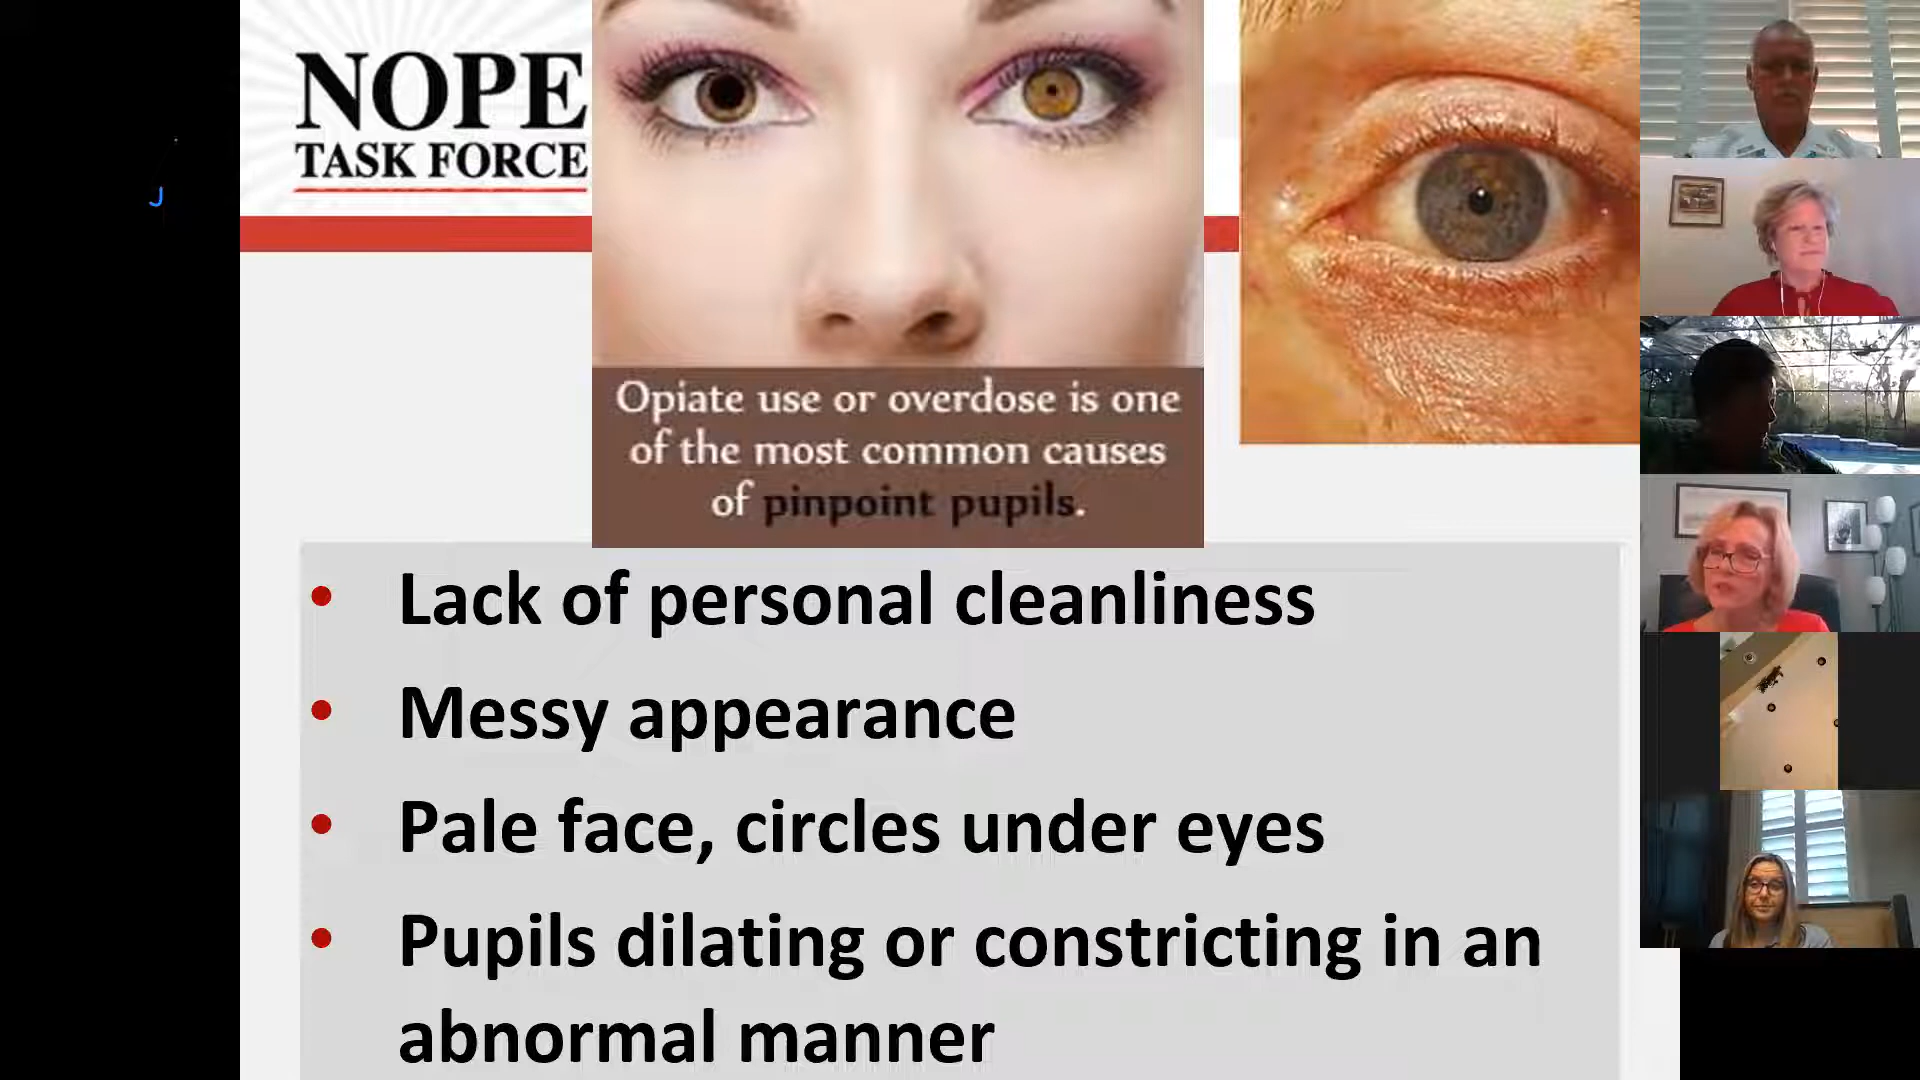 NOPE
TASK FORCE
Opiate use or overdose is one
of the most common causes
of pinpoint pupils.
• Lack of personal cleanliness
• Messy appearance
• Pale face, circles under eyes
• Pupils dilating or constricting in an
abnormal manner
J